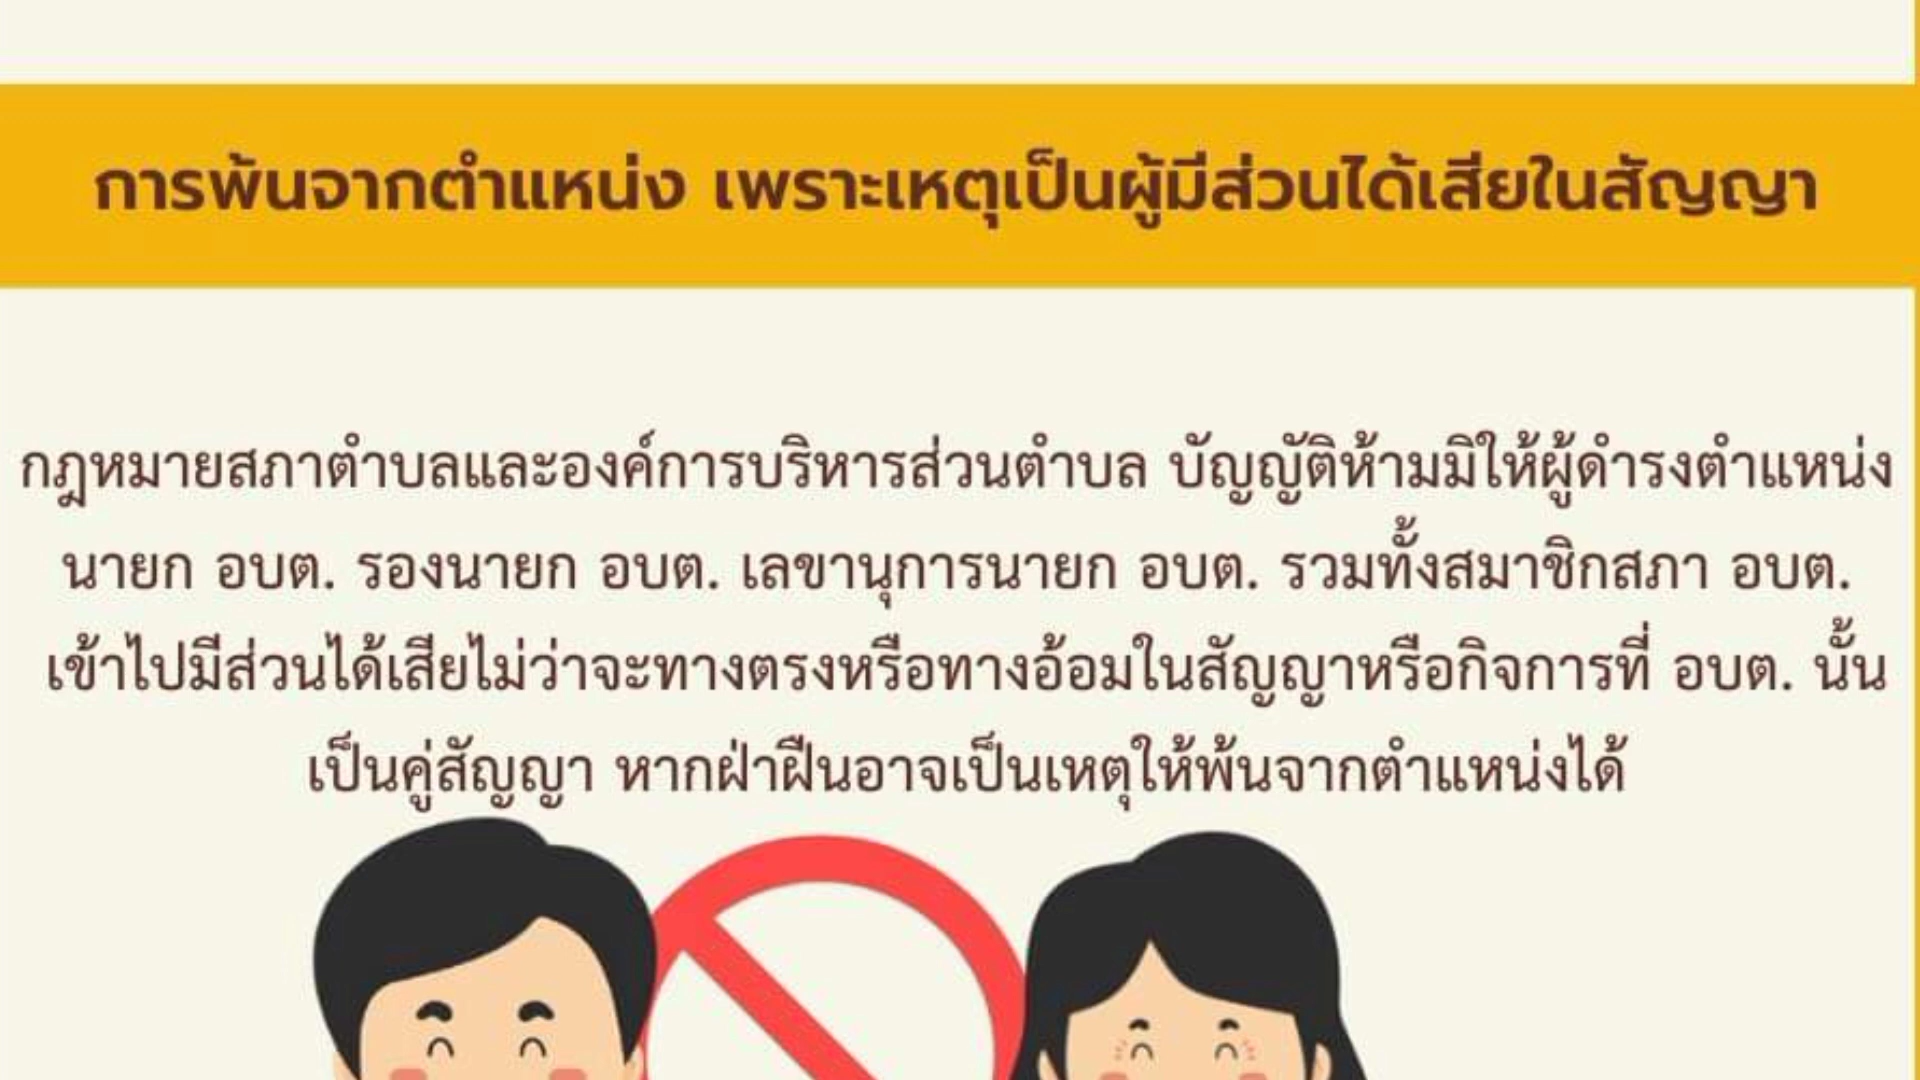 การพ้นจากตำแหน่ง เพราะเหตุเป็นผู้มีส่วนได้เสียในสัญญา
กฎหมายสภาตำบลและองค์การบริหารส่วนตำบล บัญญัติห้ามมิให้ผู้ดำรงตำแหน่ง
นายก อบต. รองนายก อบต. เลขานุการนายก อบต. รวมทั้งสมาชิกสภา อบต.
เข้าไปมีส่วนได้เสียไม่ว่าจะทางตรงหรือทางอ้อมในสัญญาหรือกิจการที่ อบต. นั้น
เป็นคู่สัญญา หากฝ่าฝืนอาจเป็นเหตุให้พ้นจากตำแหน่งได้